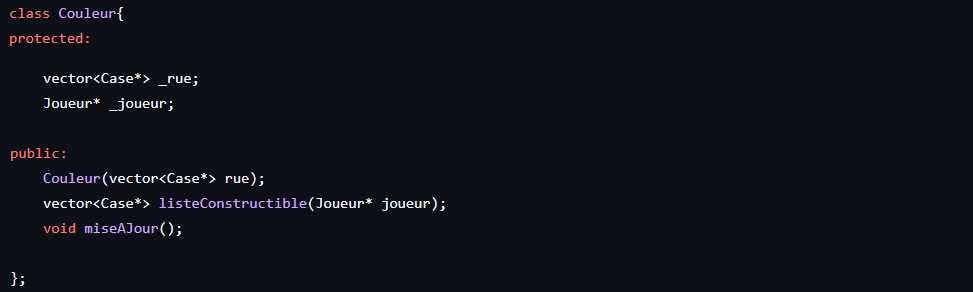 class Couleur{
protected:
vector<Case*> _rue;
Joueur* _joueur;
public:
Couleur(vector<Case*> rue);
vector<Case*> listeConstructible(Joueur* joueur);
void miseAJour();
};